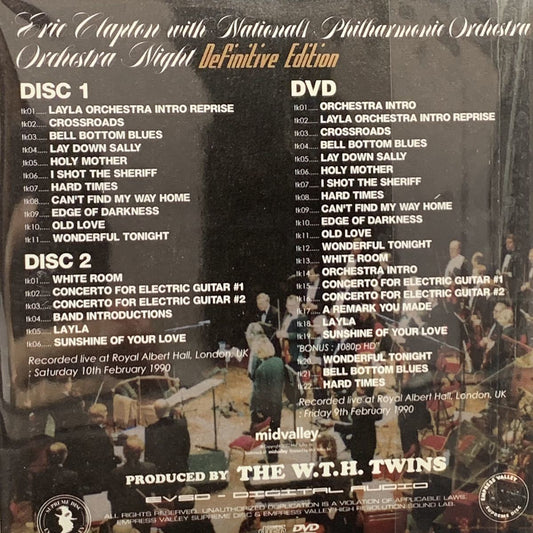 Eric Clapton with Nationall Philharmonic Orchestra
Orchestra Night Definitive Edition
DISC 1
tk01..... LAYLA ORCHESTRA INTRO REPRISE
tk02..... CROSSROADS
tk03..... BELL BOTTOM BLUES
tk04..... LAY DOWN SALLY
tk05..... HOLY MOTHER
tk06..... I SHOT THE SHERIFF
tk07..... HARD TIMES
tk08..... CAN'T FIND MY WAY HOME
tk09..... EDGE OF DARKNESS
tk10..... OLD LOVE
tk11..... WONDERFUL TONIGHT
DISC 2
tk01..... WHITE ROOM
tk02..... CONCERTO FOR ELECTRIC GUITAR #1
tk03..... CONCERTO FOR ELECTRIC GUITAR #2
tk04..... BAND INTRODUCTIONS
tk05..... LAYLA
tk06..... SUNSHINE OF YOUR LOVE
Recorded live at Royal Albert Hall, London, UK
: Saturday 10th February 1990
DVD
tk01..... ORCHESTRA INTRO
tk02..... LAYLA ORCHESTRA INTRO REPRISE
tk03..... CROSSROADS
tk04..... BELL BOTTOM BLUES
tk05..... LAY DOWN SALLY
tk06..... HOLY MOTHER
tk07..... I SHOT THE SHERIFF
tk08..... HARD TIMES
tk09..... CAN'T FIND MY WAY HOME
tk10..... EDGE OF DARKNESS
tk11..... OLD LOVE
tk12..... WONDERFUL TONIGHT
tk13..... WHITE ROOM
tk14..... ORCHESTRA INTRO
tk15..... CONCERTO FOR ELECTRIC GUITAR #1
tk16..... CONCERTO FOR ELECTRIC GUITAR #2
tk17..... A REMARK YOU MADE
tk18..... LAYLA
tk19..... SUNSHINE OF YOUR LOVE
"BONUS : 1080p HD"
tk20..... WONDERFUL TONIGHT
tk21..... BELL BOTTOM BLUES
tk22..... HARD TIMES
Recorded live at Royal Albert Hall, London, UK
: Friday 9th February 1990
midvalley
PRODUCED BY THE W.T.H. TWINS
EVSD - DIGITAL AUDIO
ALL RIGHTS RESERVED. UNAUTHORIZED DUPLICATION IS A VIOLATION OF APPLICABLE LAWS.
EMPRESS VALLEY SUPREME DISC & EMPRESS VALLEY HIGH RESOLUTION SOUND LAB.
DVD
SUPREME DISC
EMPRESS VALLEY
SUPREME DISC